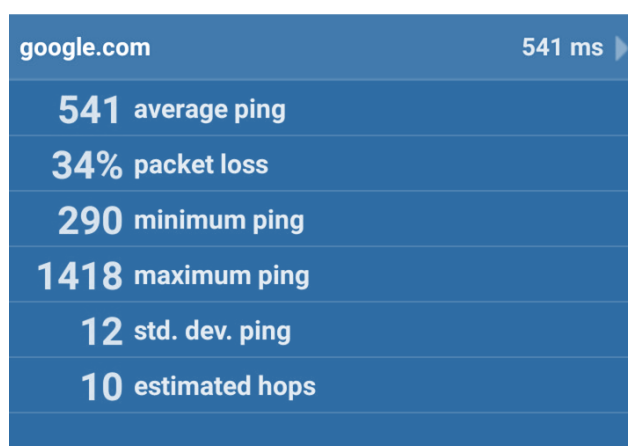 google.com 541 ms
541 average ping
34% packet loss
290 minimum ping
1418 maximum ping
12 std. dev. ping
10 estimated hops